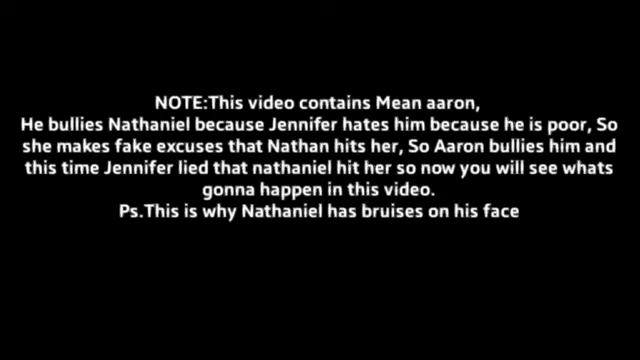 NOTE:This video contains Mean aaron,
He bullies Nathaniel because Jennifer hates him because he is poor, So
she makes fake excuses that Nathan hits her, So Aaron bullies him and
this time Jennifer lied that nathaniel hit her so now you will see whats
gonna happen in this video.
Ps.This is why Nathaniel has bruises on his face